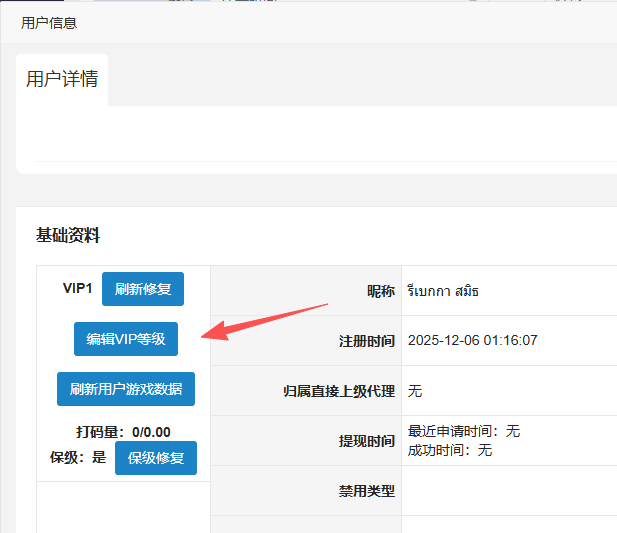 用户信息
用户详情
基础资料
VIP1 刷新修复
编辑VIP等级
刷新用户游戏数据
打码量：0/0.00
保级：是 保级修复
昵称 รีเบกกา สมิธ
注册时间 2025-12-06 01:16:07
归属直接上级代理 无
提现时间 最近申请时间：无
成功时间：无
禁用类型